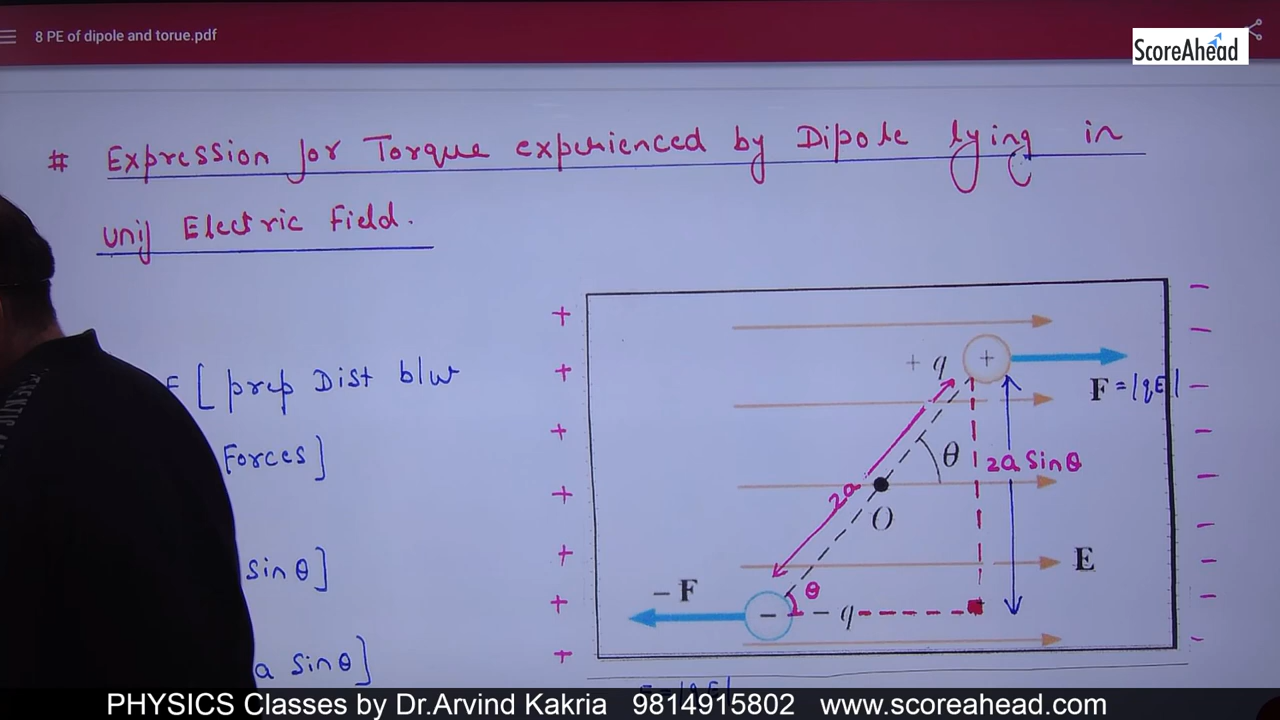 8 PE of dipole and torue.pdf
ScoreAhead
# Expression for Torque experienced by Dipole lying in
Unif Electric Field.
[ prep Dist b/w
Forces]
sin θ]
a sin θ]
+ q
+
F = |qE|
θ
2a sin θ
2a
O
E
– F
θ
– – q
PHYSICS Classes by Dr.Arvind Kakria 9814915802 www.scoreahead.com